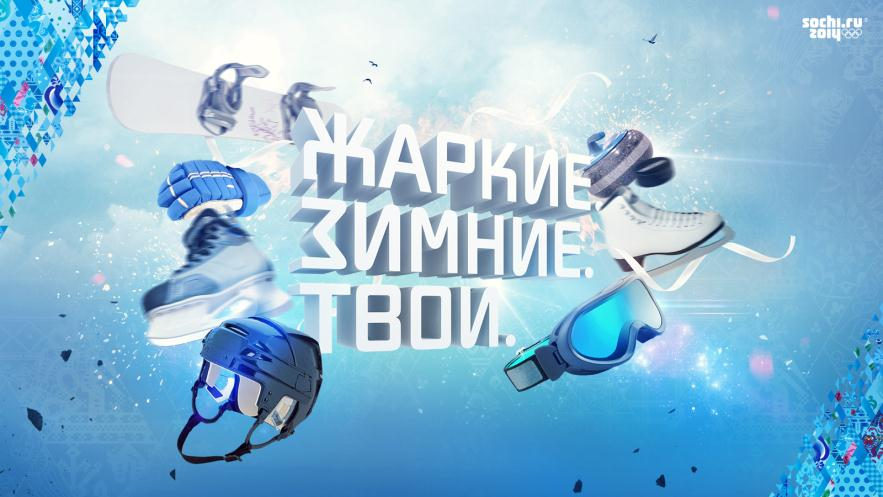 sochi.ru
2014
ЖАРКИЕ.
ЗИМНИЕ.
ТВОИ.